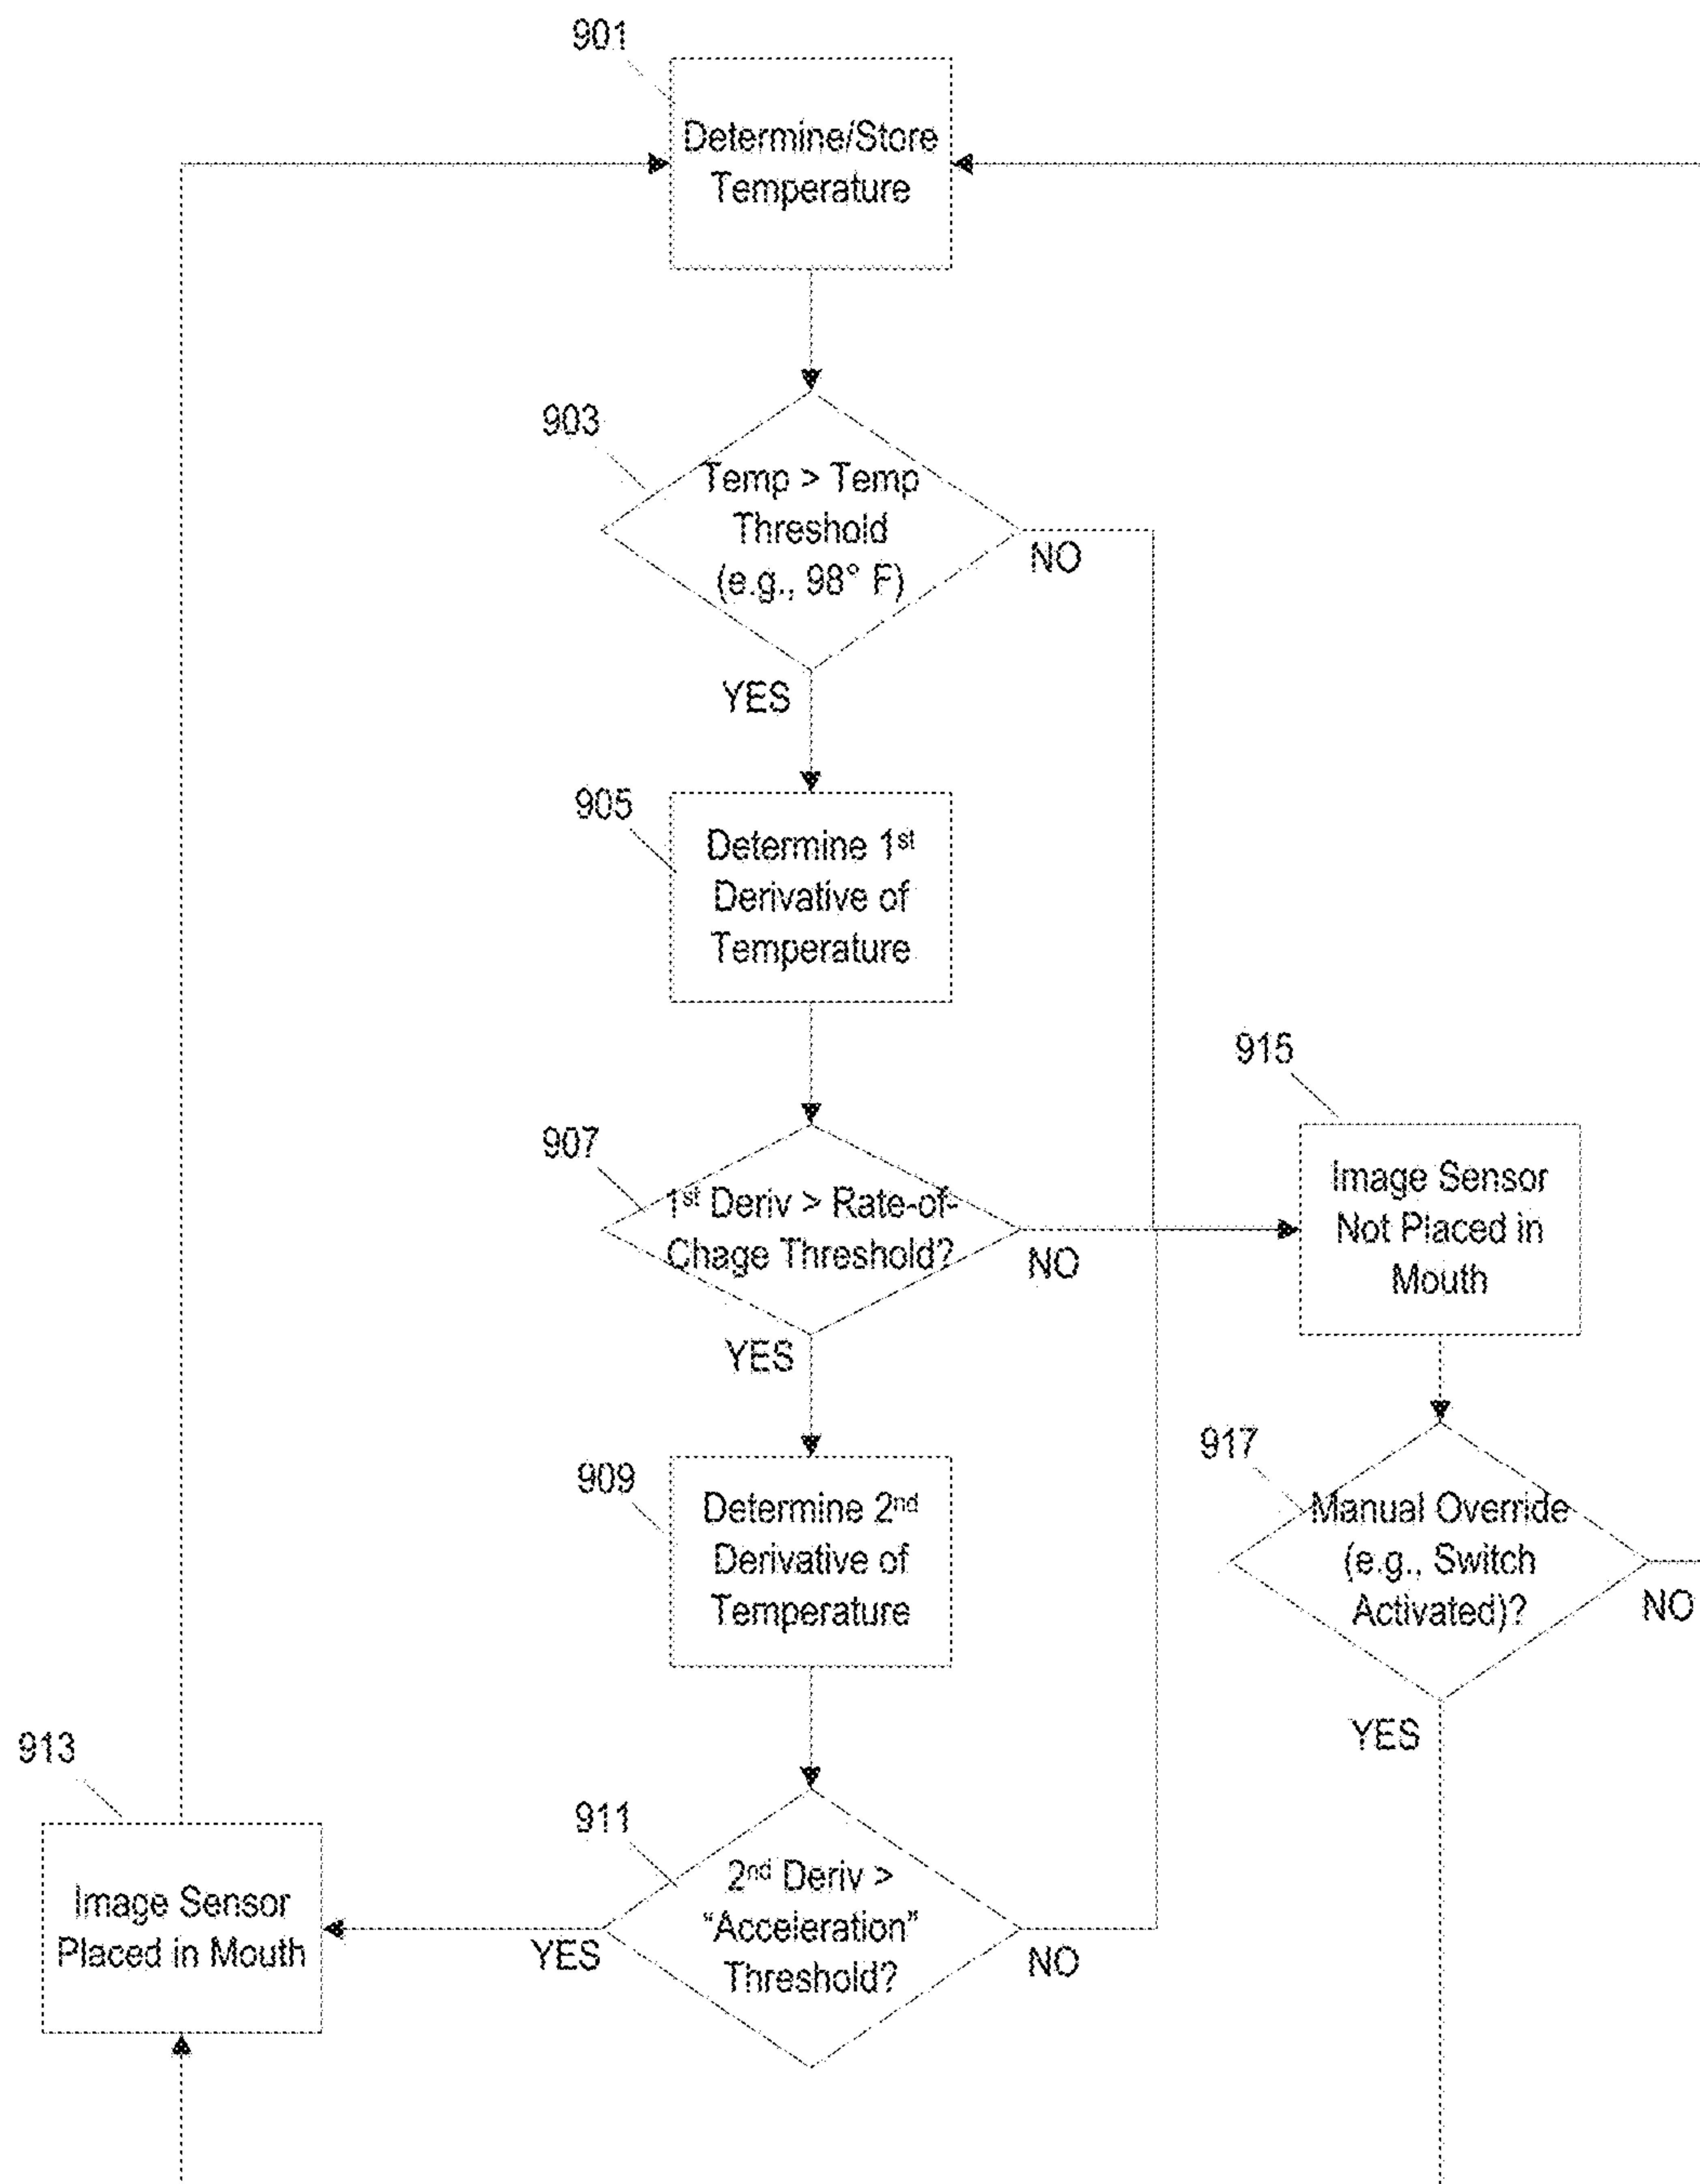 901
Determine/Store
Temperature
903
Temp > Temp
Threshold
(e.g., 98° F)
NO
YES
905
Determine 1st
Derivative of
Temperature
907
1st Deriv > Rate-of-
Chage Threshold?
NO
YES
915
Image Sensor
Not Placed in
Mouth
909
Determine 2nd
Derivative of
Temperature
917
Manual Override
(e.g., Switch
Activated)?
NO
YES
913
Image Sensor
Placed in Mouth
911
2nd Deriv >
“Acceleration”
Threshold?
YES
NO